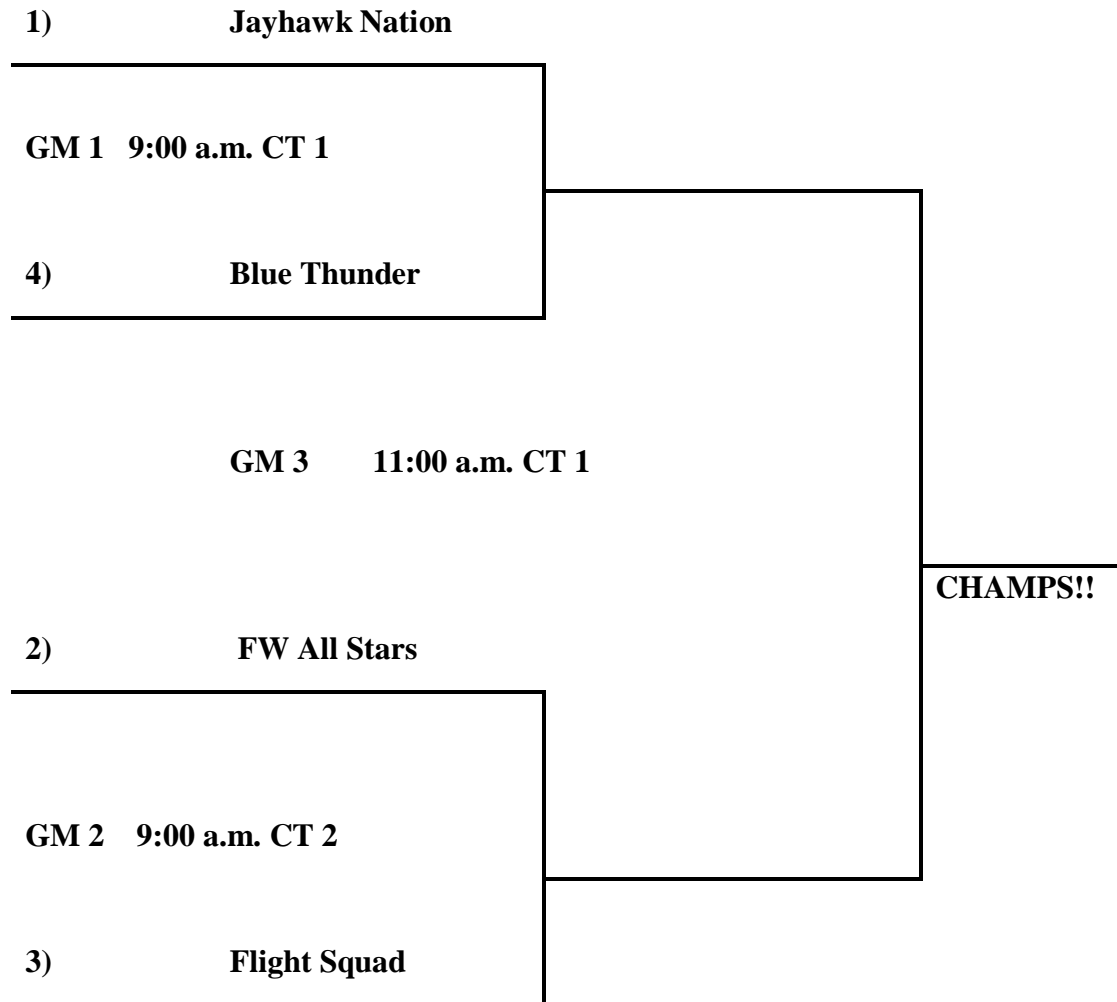 1) Jayhawk Nation
GM 1 9:00 a.m. CT 1
4) Blue Thunder
GM 3 11:00 a.m. CT 1
CHAMPS!!
2) FW All Stars
GM 2 9:00 a.m. CT 2
3) Flight Squad